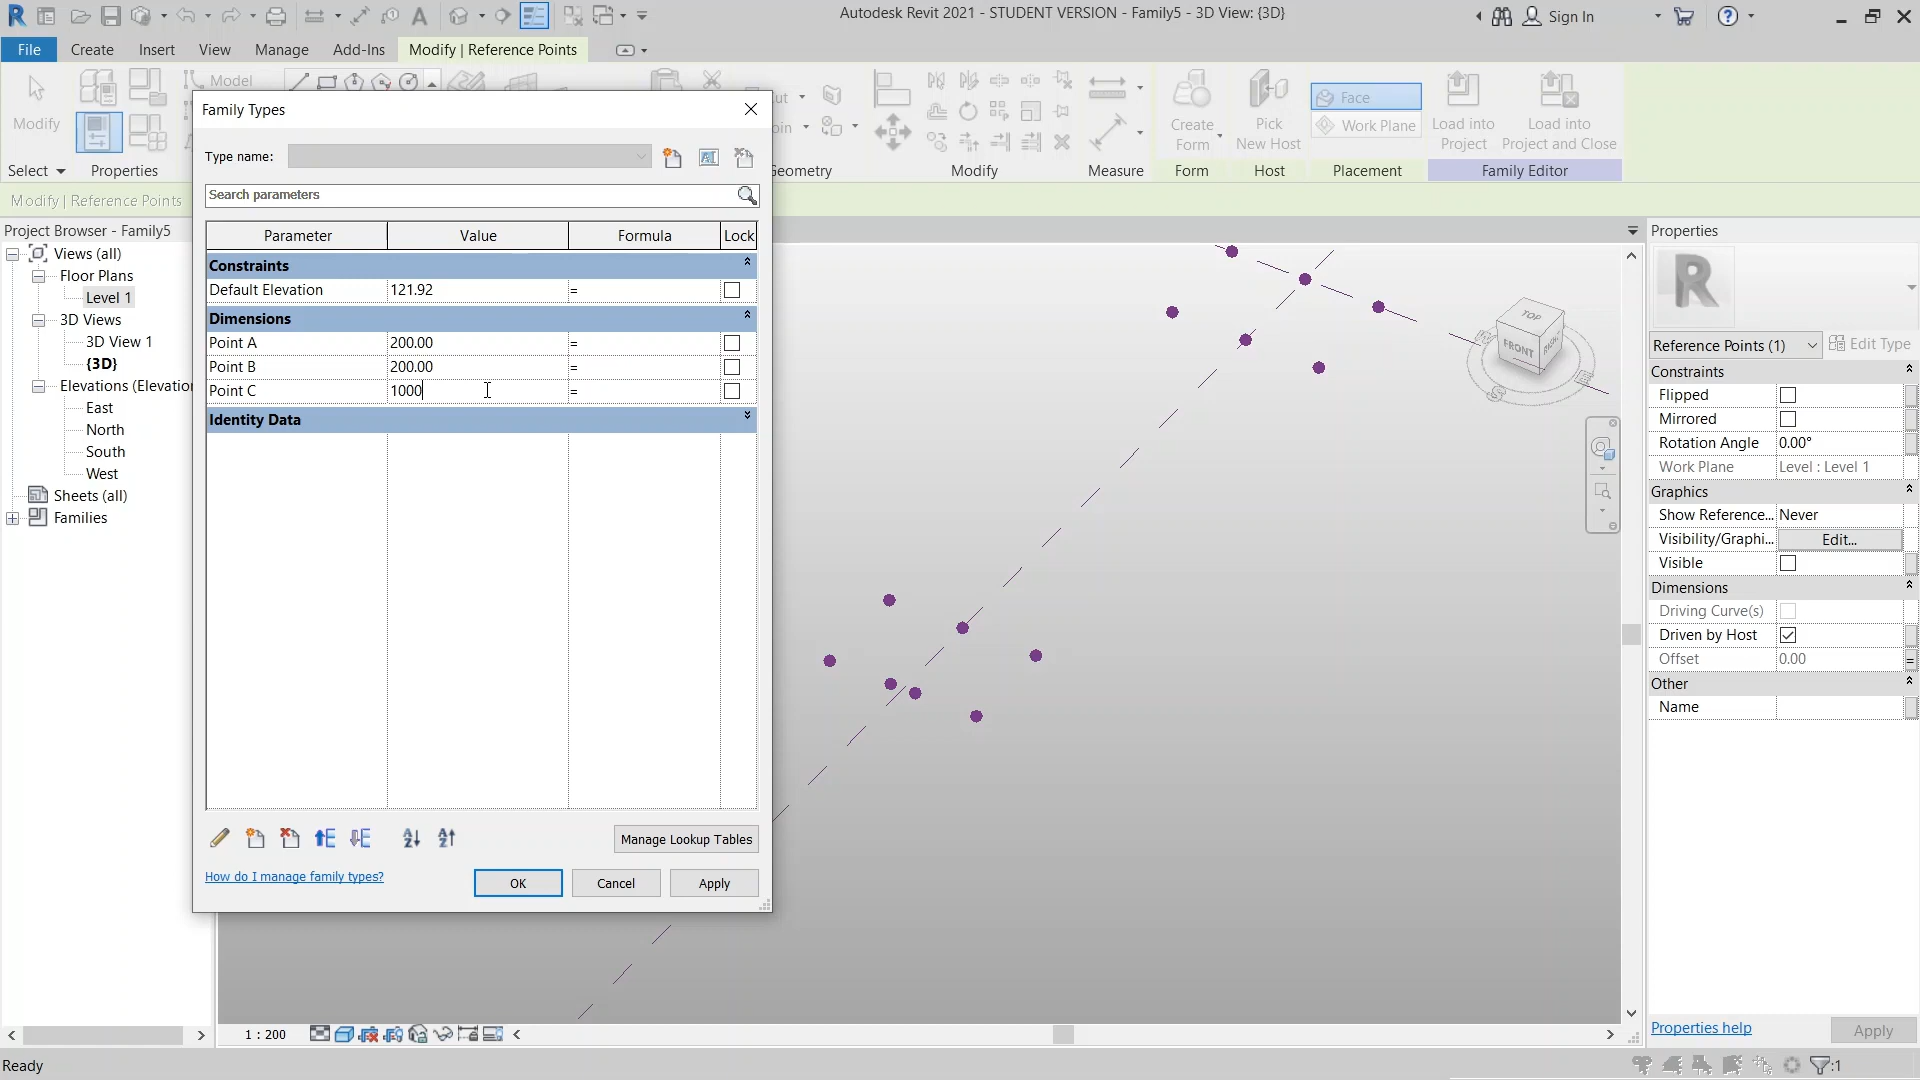 Autodesk Revit 2021 - STUDENT VERSION - Family5 - 3D View: {3D}
Sign In
File
Create
Insert
View
Manage
Add-Ins
Modify | Reference Points
Modify
Model
Face
Work Plane
Create
Form
Pick
New Host
Load into
Project
Load into
Project and Close
Select
Properties
Geometry
Modify
Measure
Form
Host
Placement
Family Editor
Modify | Reference Points
Project Browser - Family5
Views (all)
Floor Plans
Level 1
3D Views
3D View 1
{3D}
Elevations (Elevation
East
North
South
West
Sheets (all)
Families
Family Types
Type name:
Search parameters
Parameter
Value
Formula
Lock
Constraints
Default Elevation
121.92
=
Dimensions
Point A
200.00
=
Point B
200.00
=
Point C
1000
=
Identity Data
Manage Lookup Tables
How do I manage family types?
OK
Cancel
Apply
TOP
FRONT
RIGHT
S
E
Properties
Reference Points (1)
Edit Type
Constraints
Flipped
Mirrored
Rotation Angle
0.00°
Work Plane
Level : Level 1
Graphics
Show Reference...
Never
Visibility/Graphi...
Edit...
Visible
Dimensions
Driving Curve(s)
Driven by Host
Offset
0.00
=
Other
Name
Properties help
Apply
1 : 200
Ready
:1